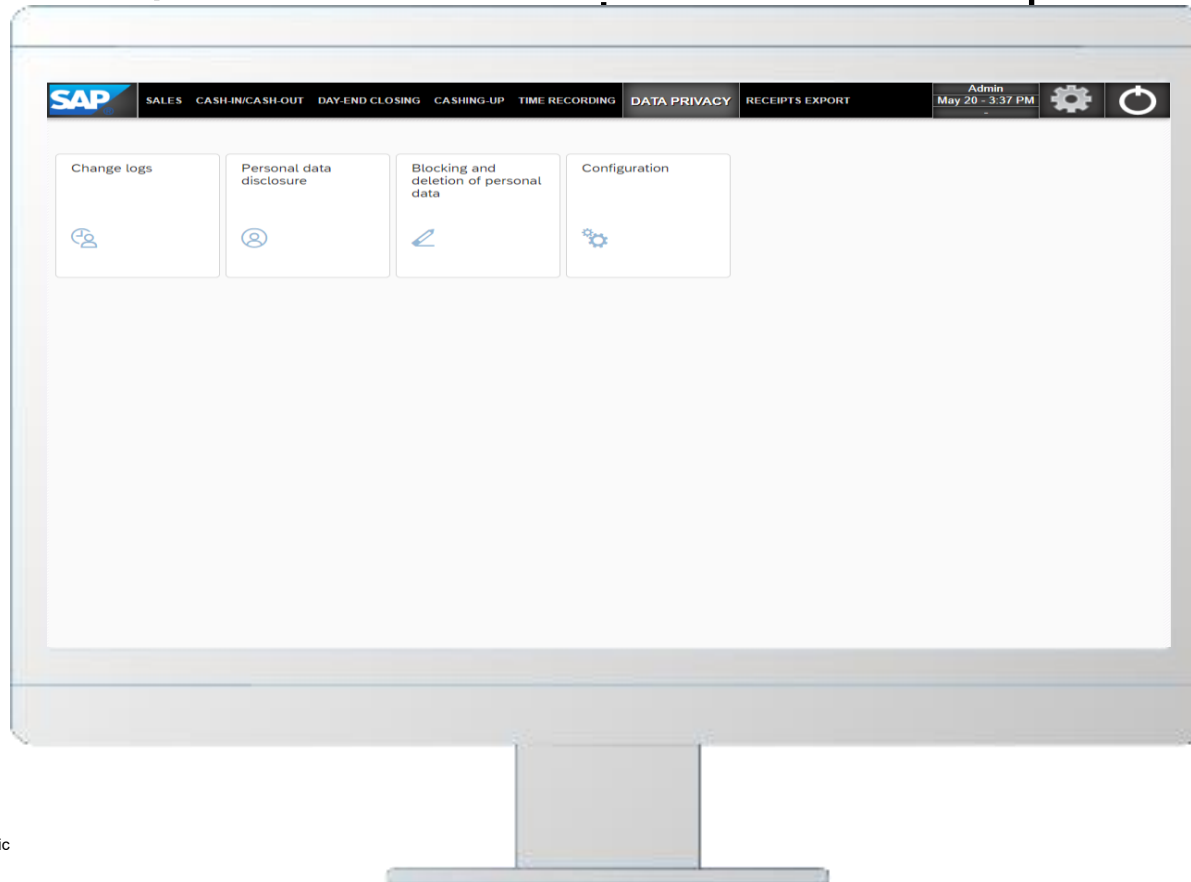 SAP SALES CASH-IN/CASH-OUT DAY-END CLOSING CASHING-UP TIME RECORDING DATA PRIVACY RECEIPTS EXPORT
Admin
May 20 - 3:37 PM
-
Change logs
Personal data
disclosure
Blocking and
deletion of personal
data
Configuration
ic